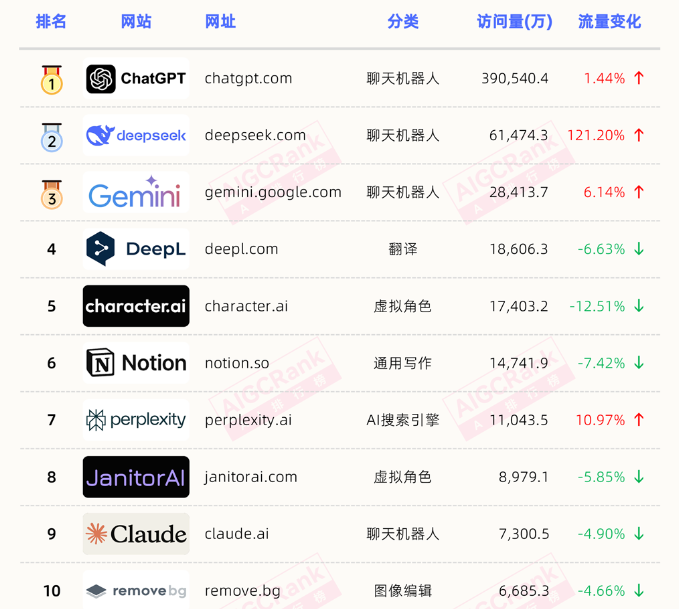 排名 网站 网址 分类 访问量(万) 流量变化
1 ChatGPT chatgpt.com 聊天机器人 390,540.4 1.44% ↑
2 deepseek deepseek.com 聊天机器人 61,474.3 121.20% ↑
3 Gemini gemini.google.com 聊天机器人 28,413.7 6.14% ↑
4 DeepL deepl.com 翻译 18,606.3 -6.63% ↓
5 character.ai character.ai 虚拟角色 17,403.2 -12.51% ↓
6 Notion notion.so 通用写作 14,741.9 -7.42% ↓
7 perplexity perplexity.ai AI搜索引擎 11,043.5 10.97% ↑
8 JanitorAI janitorai.com 虚拟角色 8,979.1 -5.85% ↓
9 Claude claude.ai 聊天机器人 7,300.5 -4.90% ↓
10 removebg remove.bg 图像编辑 6,685.3 -4.66% ↓
AIGCRank
AIGCRank
AIGCRank
AIGCRank